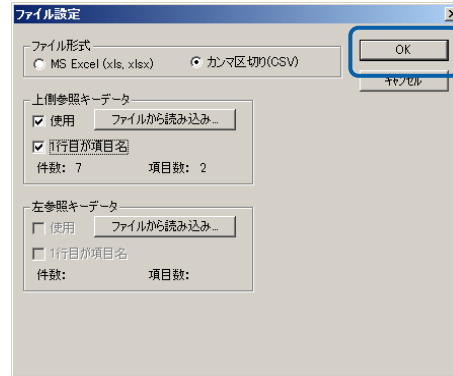 ファイル設定
ファイル形式
MS Excel (xls, xlsx)
カンマ区切り(CSV)
OK
キャンセル
上側参照キーデータ
使用
ファイルから読み込み...
1行目が項目名
件数: 7
項目数: 2
左参照キーデータ
使用
ファイルから読み込み...
1行目が項目名
件数:
項目数: